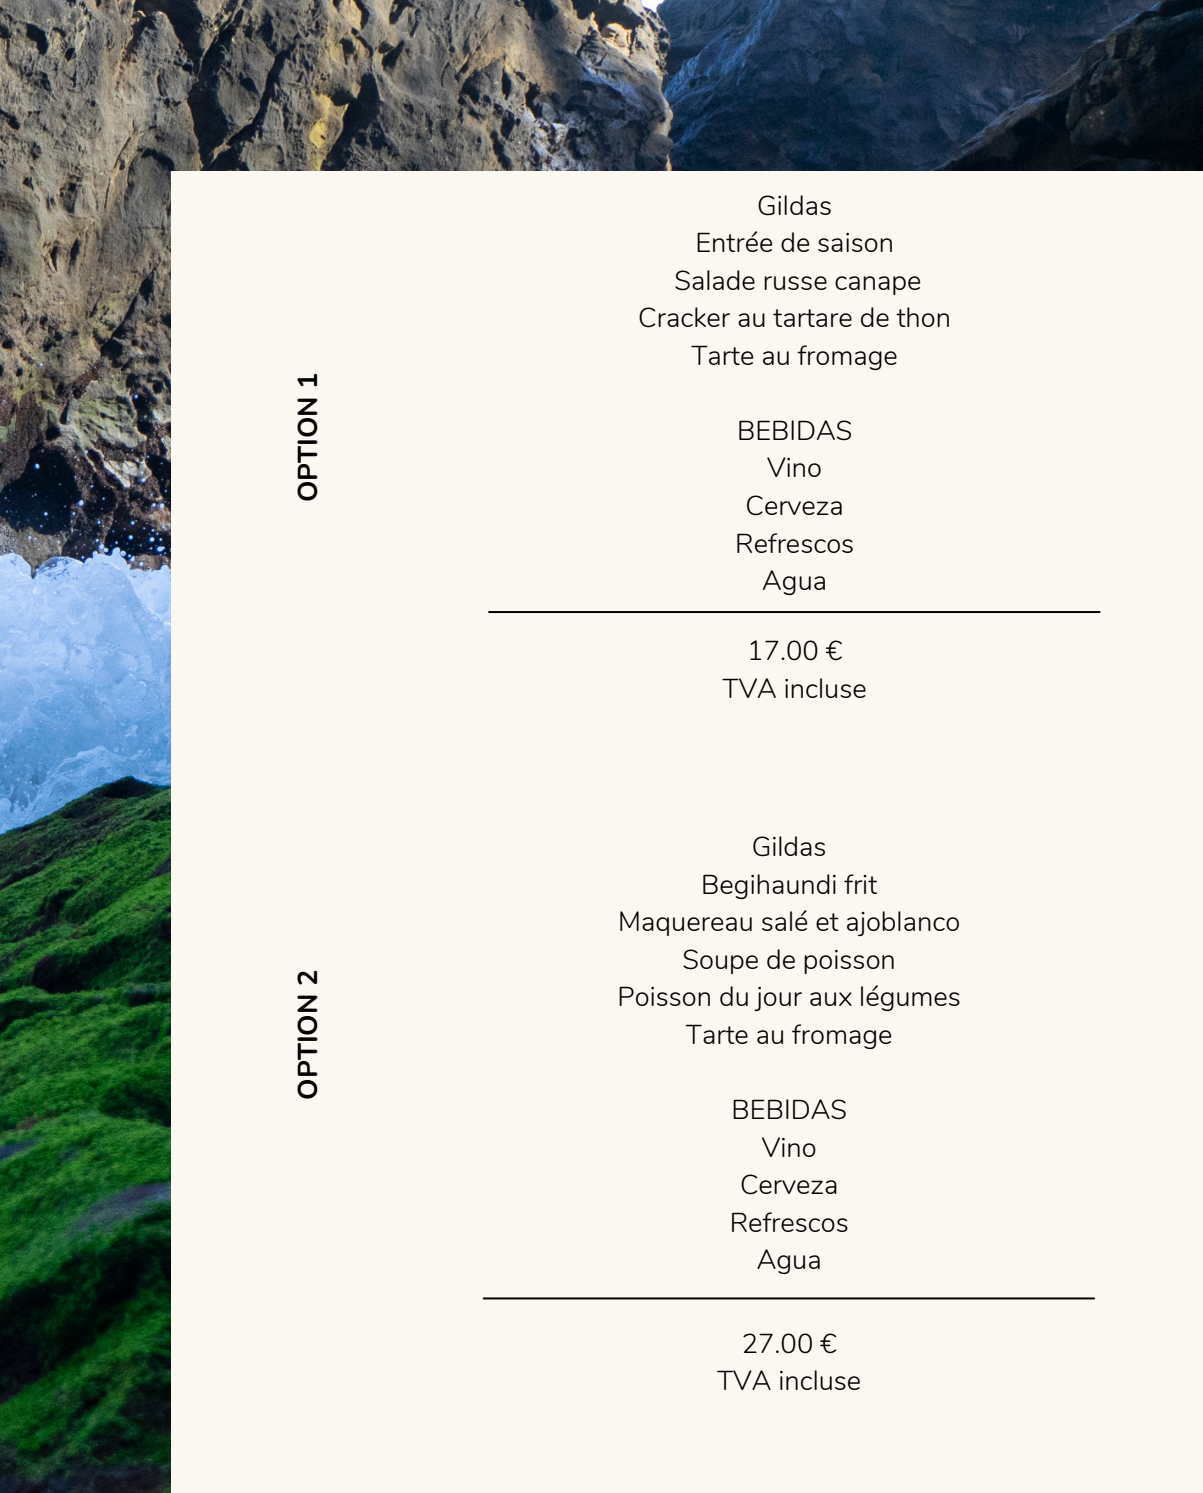 OPTION 1
Gildas
Entrée de saison
Salade russe canape
Cracker au tartare de thon
Tarte au fromage
BEBIDAS
Vino
Cerveza
Refrescos
Agua
17.00 €
TVA incluse
OPTION 2
Gildas
Begihaundi frit
Maquereau salé et ajoblanco
Soupe de poisson
Poisson du jour aux légumes
Tarte au fromage
BEBIDAS
Vino
Cerveza
Refrescos
Agua
27.00 €
TVA incluse